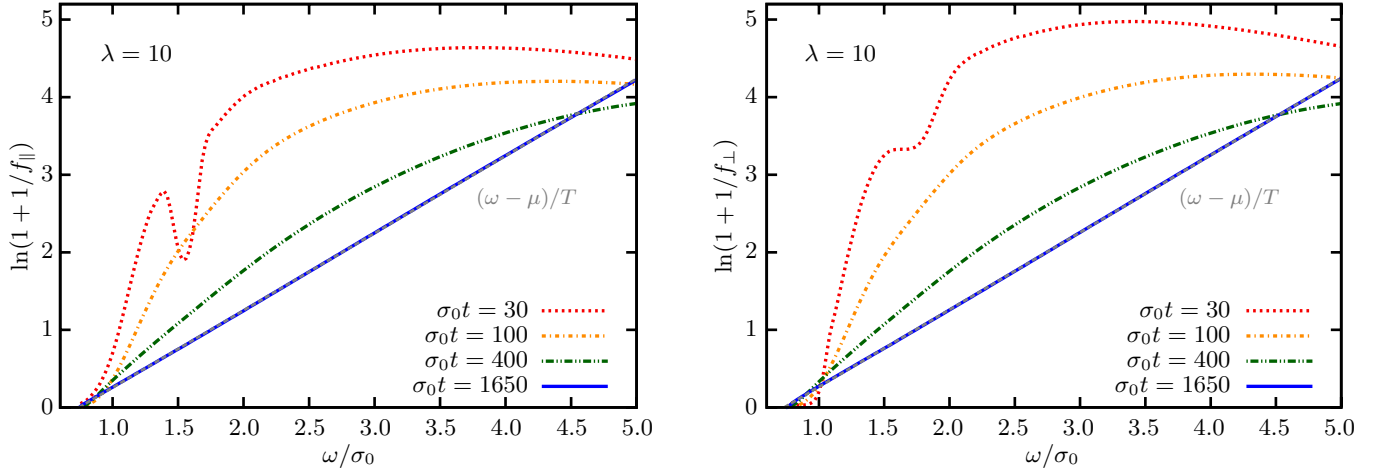 5
4
3
2
1
0
ln(1 + 1/f∥)
λ = 10
(ω − μ)/T
σ₀t = 30
σ₀t = 100
σ₀t = 400
σ₀t = 1650
1.0 1.5 2.0 2.5 3.0 3.5 4.0 4.5 5.0
ω/σ₀
5
4
3
2
1
0
ln(1 + 1/f⊥)
λ = 10
(ω − μ)/T
σ₀t = 30
σ₀t = 100
σ₀t = 400
σ₀t = 1650
1.0 1.5 2.0 2.5 3.0 3.5 4.0 4.5 5.0
ω/σ₀